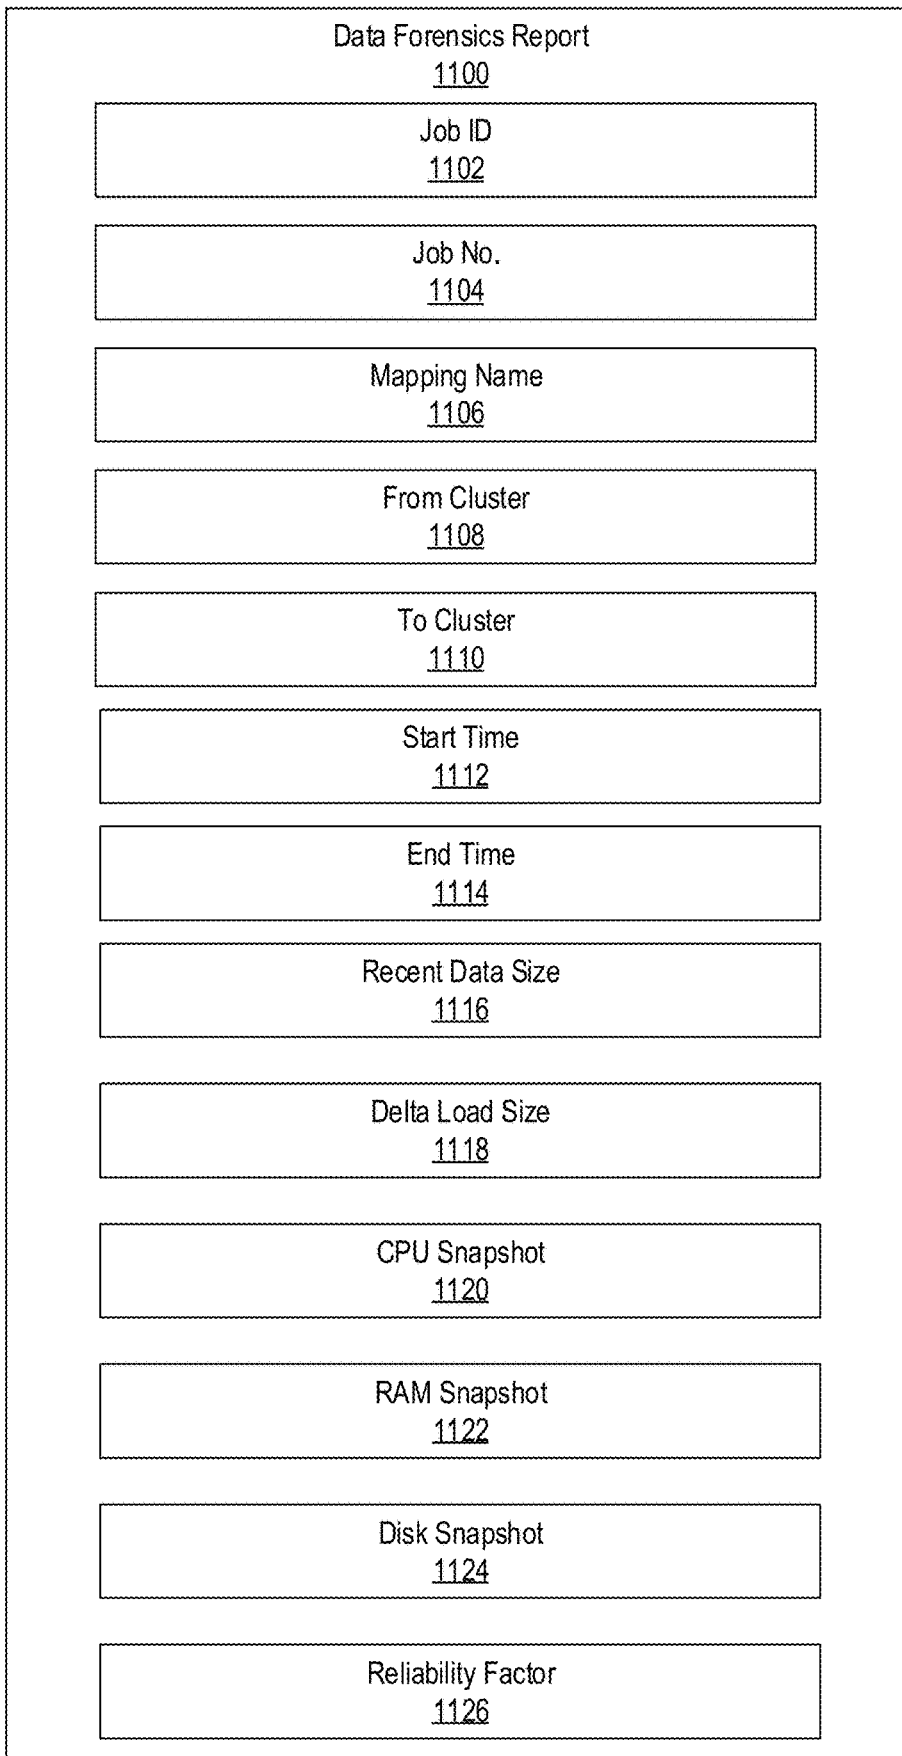 Data Forensics Report
1100
Job ID
1102
Job No.
1104
Mapping Name
1106
From Cluster
1108
To Cluster
1110
Start Time
1112
End Time
1114
Recent Data Size
1116
Delta Load Size
1118
CPU Snapshot
1120
RAM Snapshot
1122
Disk Snapshot
1124
Reliability Factor
1126